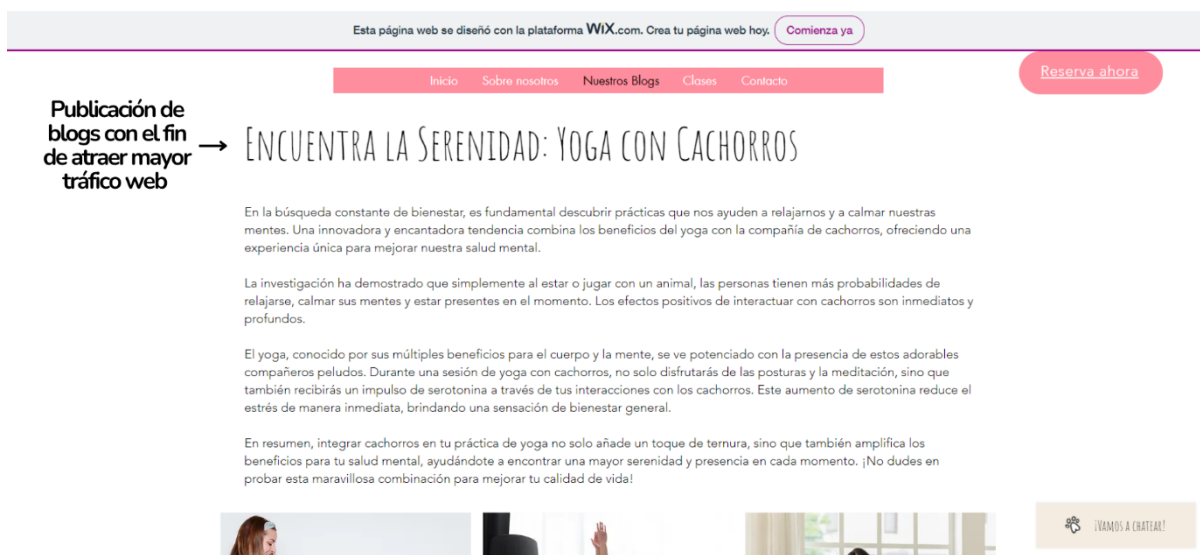 Esta página web se diseñó con la plataforma WiX.com. Crea tu página web hoy. Comienza ya
Reserva ahora
Inicio Sobre nosotros Nuestros Blogs Clases Contacto
Publicación de
blogs con el fin
de atraer mayor
tráfico web
Encuentra la Serenidad: Yoga con Cachorros
En la búsqueda constante de bienestar, es fundamental descubrir prácticas que nos ayuden a relajarnos y a calmar nuestras
mentes. Una innovadora y encantadora tendencia combina los beneficios del yoga con la compañía de cachorros, ofreciendo una
experiencia única para mejorar nuestra salud mental.
La investigación ha demostrado que simplemente al estar o jugar con un animal, las personas tienen más probabilidades de
relajarse, calmar sus mentes y estar presentes en el momento. Los efectos positivos de interactuar con cachorros son inmediatos y
profundos.
El yoga, conocido por sus múltiples beneficios para el cuerpo y la mente, se ve potenciado con la presencia de estos adorables
compañeros peludos. Durante una sesión de yoga con cachorros, no solo disfrutarás de las posturas y la meditación, sino que
también recibirás un impulso de serotonina a través de tus interacciones con los cachorros. Este aumento de serotonina reduce el
estrés de manera inmediata, brindando una sensación de bienestar general.
En resumen, integrar cachorros en tu práctica de yoga no solo añade un toque de ternura, sino que también amplifica los
beneficios para tu salud mental, ayudándote a encontrar una mayor serenidad y presencia en cada momento. ¡No dudes en
probar esta maravillosa combinación para mejorar tu calidad de vida!
¡Vamos a chatear!